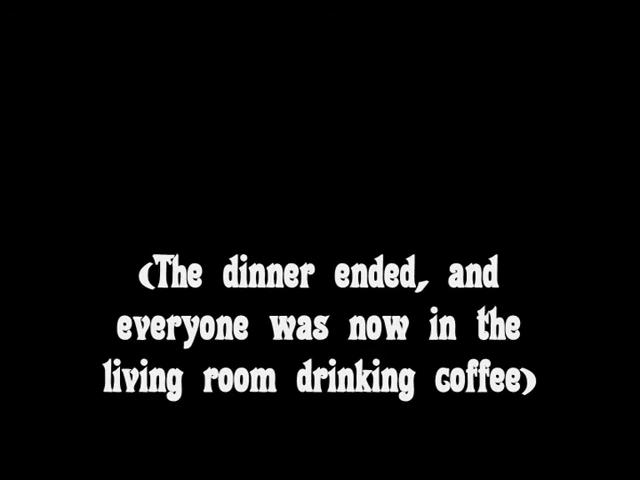 (The dinner ended, and
everyone was now in the
living room drinking coffee)